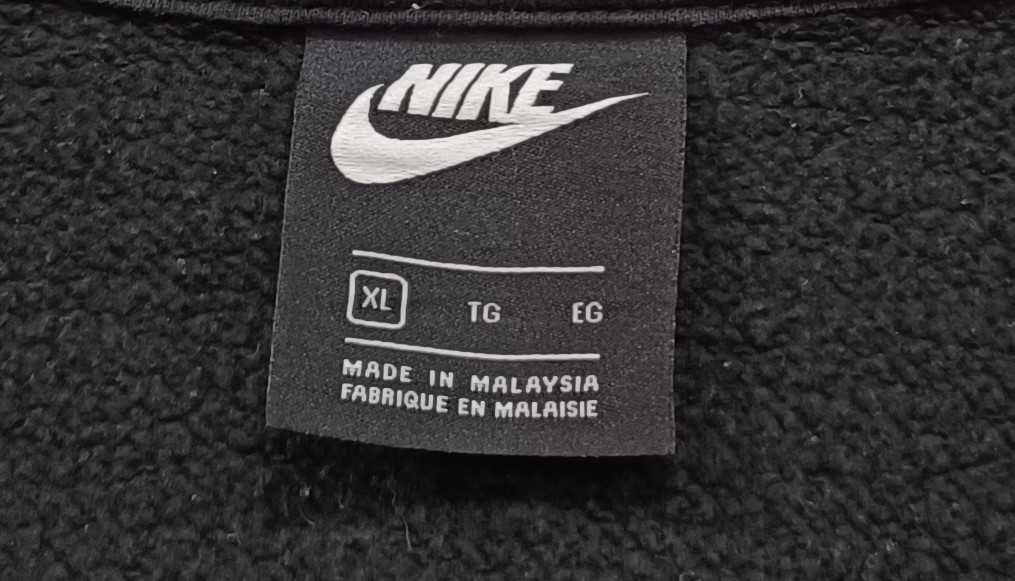 NIKE
XL TG EG
MADE IN MALAYSIA
FABRIQUE EN MALAISIE